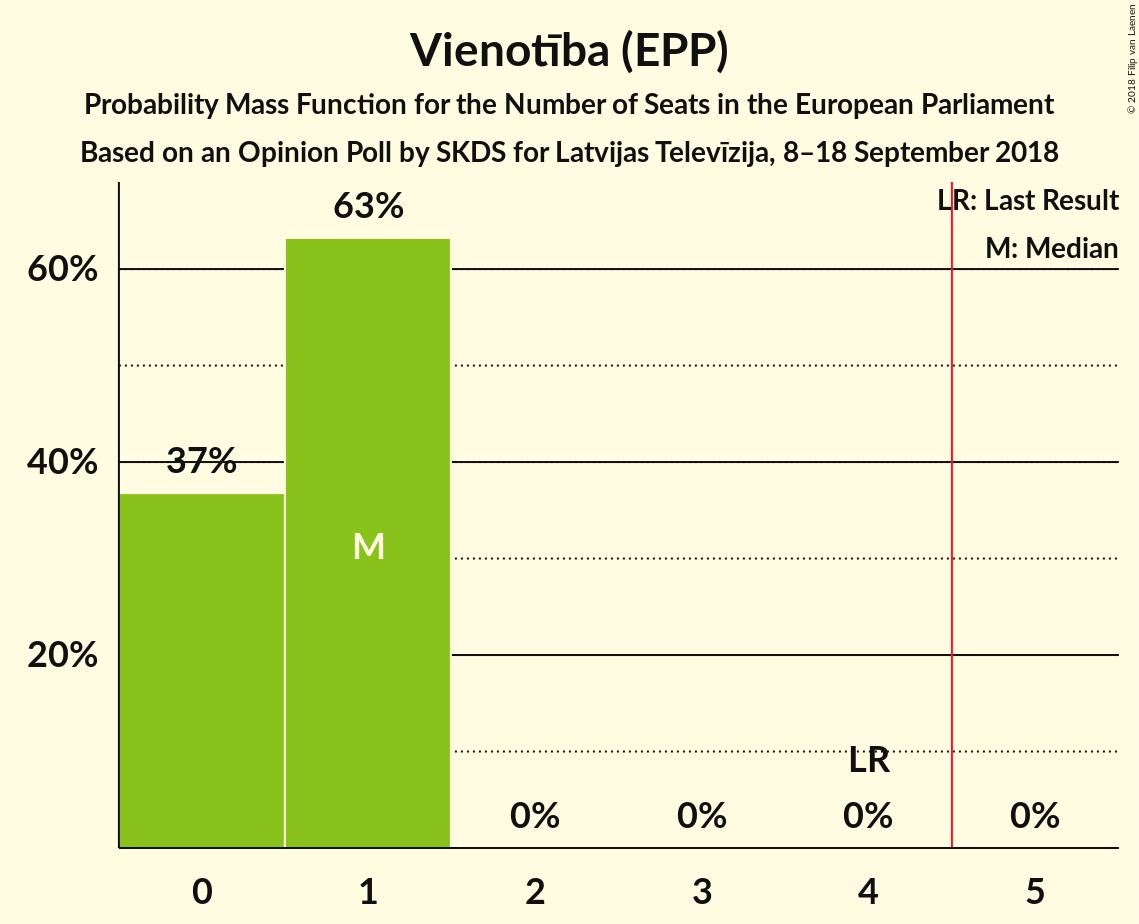 Vienotība (EPP)
Probability Mass Function for the Number of Seats in the European Parliament
Based on an Opinion Poll by SKDS for Latvijas Televīzija, 8–18 September 2018
© 2018 Filip van Laenen
LR: Last Result
M: Median
63%
60%
37%
40%
M
20%
LR
0%
0%
0%
0%
0
1
2
3
4
5